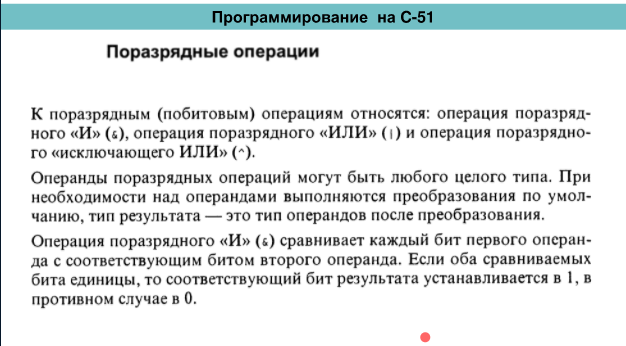 Программирование на С-51
Поразрядные операции
К поразрядным (побитовым) операциям относятся: операция поразряд-
ного «И» (&), операция поразрядного «ИЛИ» (|) и операция поразрядно-
го «исключающего ИЛИ» (^).
Операнды поразрядных операций могут быть любого целого типа. При
необходимости над операндами выполняются преобразования по умол-
чанию, тип результата — это тип операндов после преобразования.
Операция поразрядного «И» (&) сравнивает каждый бит первого операн-
да с соответствующим битом второго операнда. Если оба сравниваемых
бита единицы, то соответствующий бит результата устанавливается в 1, в
противном случае в 0.